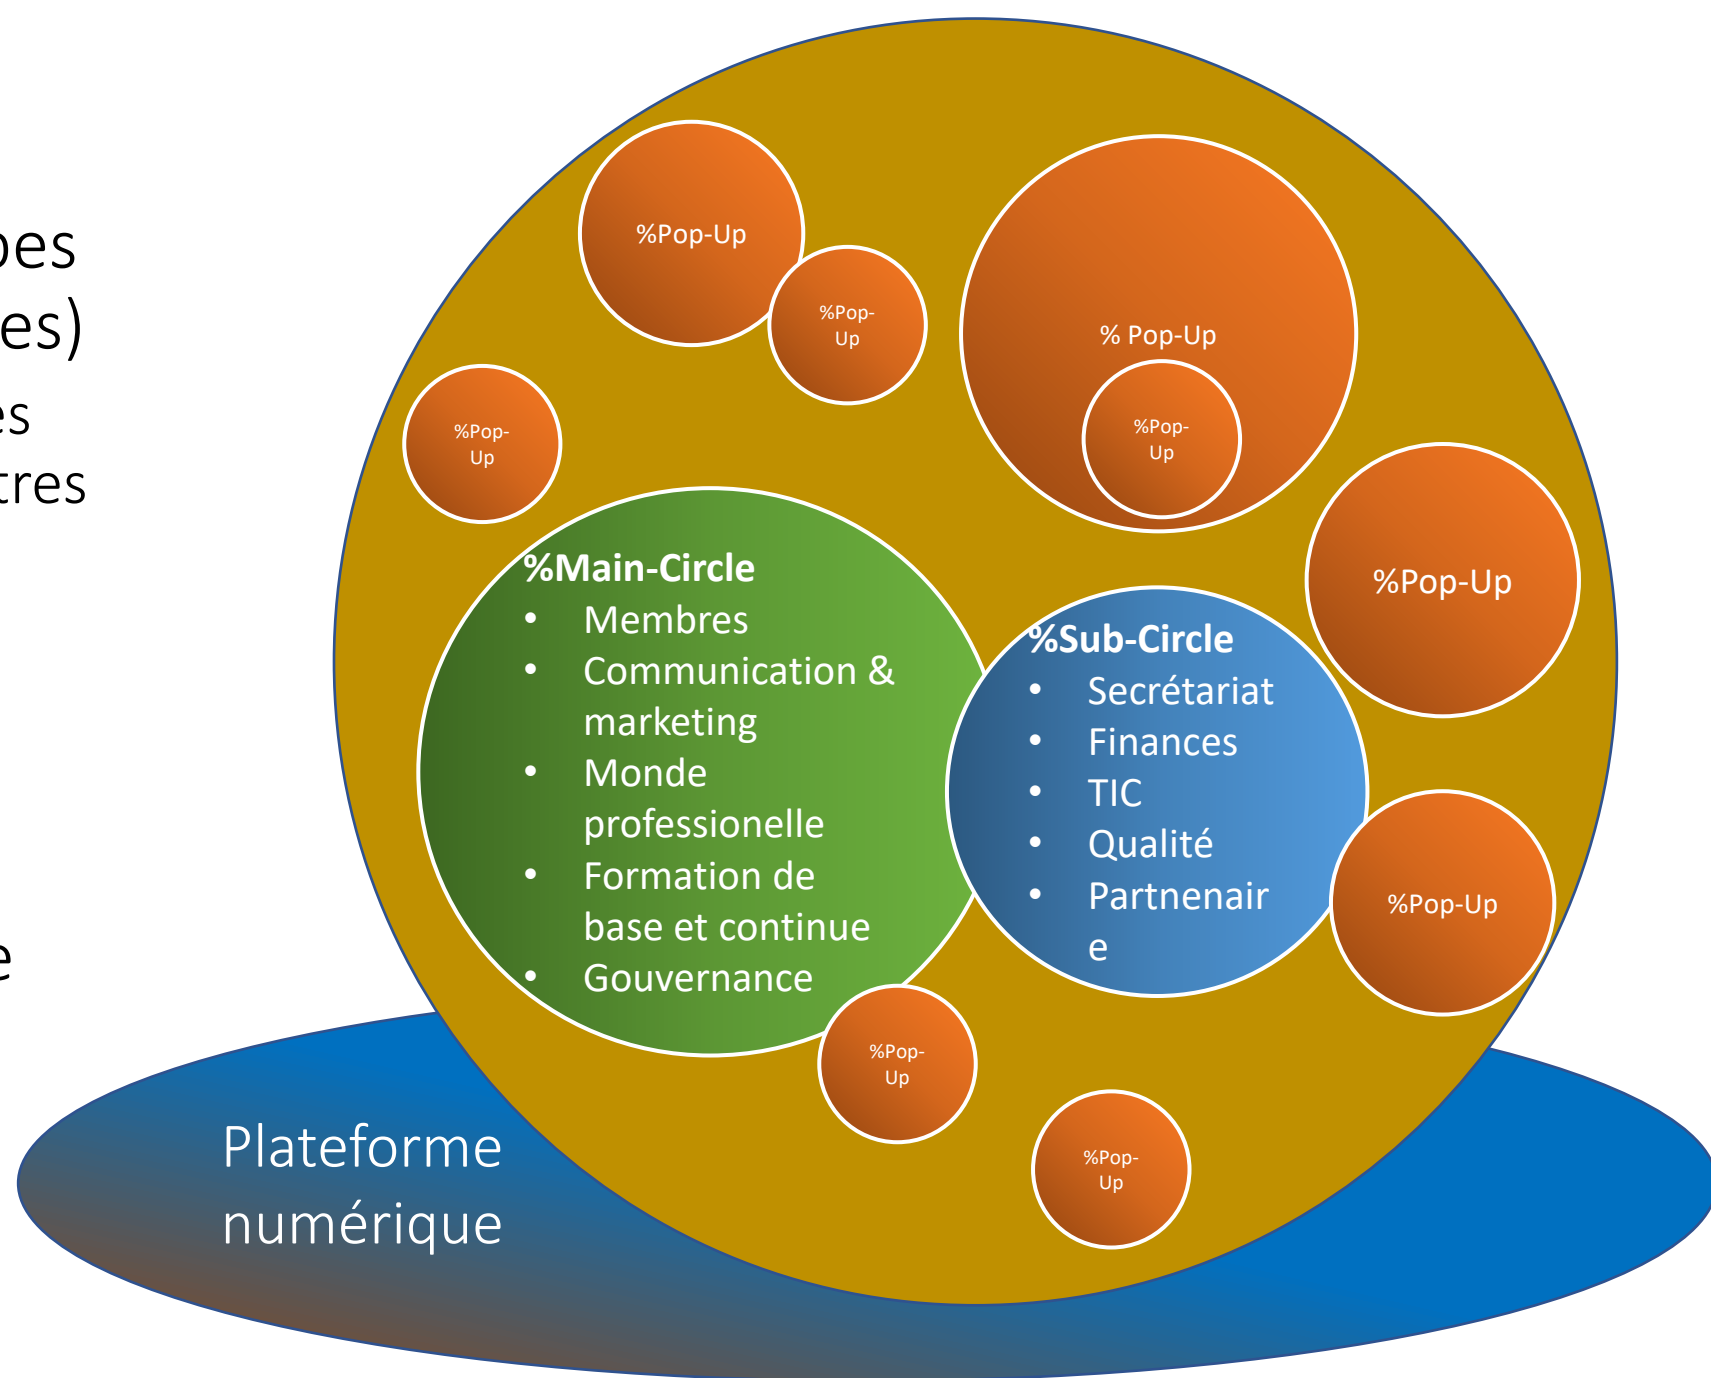 pes
es)
es
tres
e
%Pop-Up
%Pop-
Up
% Pop-Up
%Pop-
Up
%Pop-
Up
%Pop-Up
%Main-Circle
• Membres
• Communication &
marketing
• Monde
professionelle
• Formation de
base et continue
• Gouvernance
%Sub-Circle
• Secrétariat
• Finances
• TIC
• Qualité
• Partnenair
e
%Pop-Up
%Pop-
Up
%Pop-
Up
Plateforme
numérique